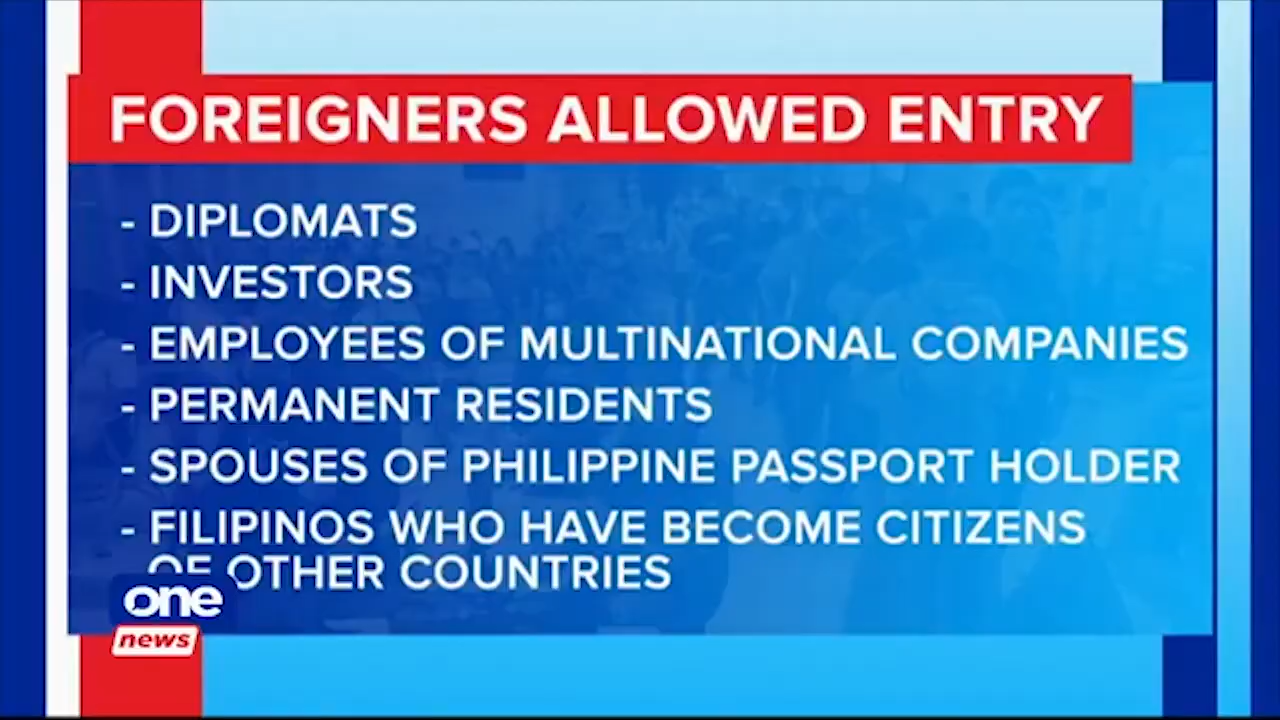 FOREIGNERS ALLOWED ENTRY
- DIPLOMATS
- INVESTORS
- EMPLOYEES OF MULTINATIONAL COMPANIES
- PERMANENT RESIDENTS
- SPOUSES OF PHILIPPINE PASSPORT HOLDER
- FILIPINOS WHO HAVE BECOME CITIZENS
OF OTHER COUNTRIES
one
news